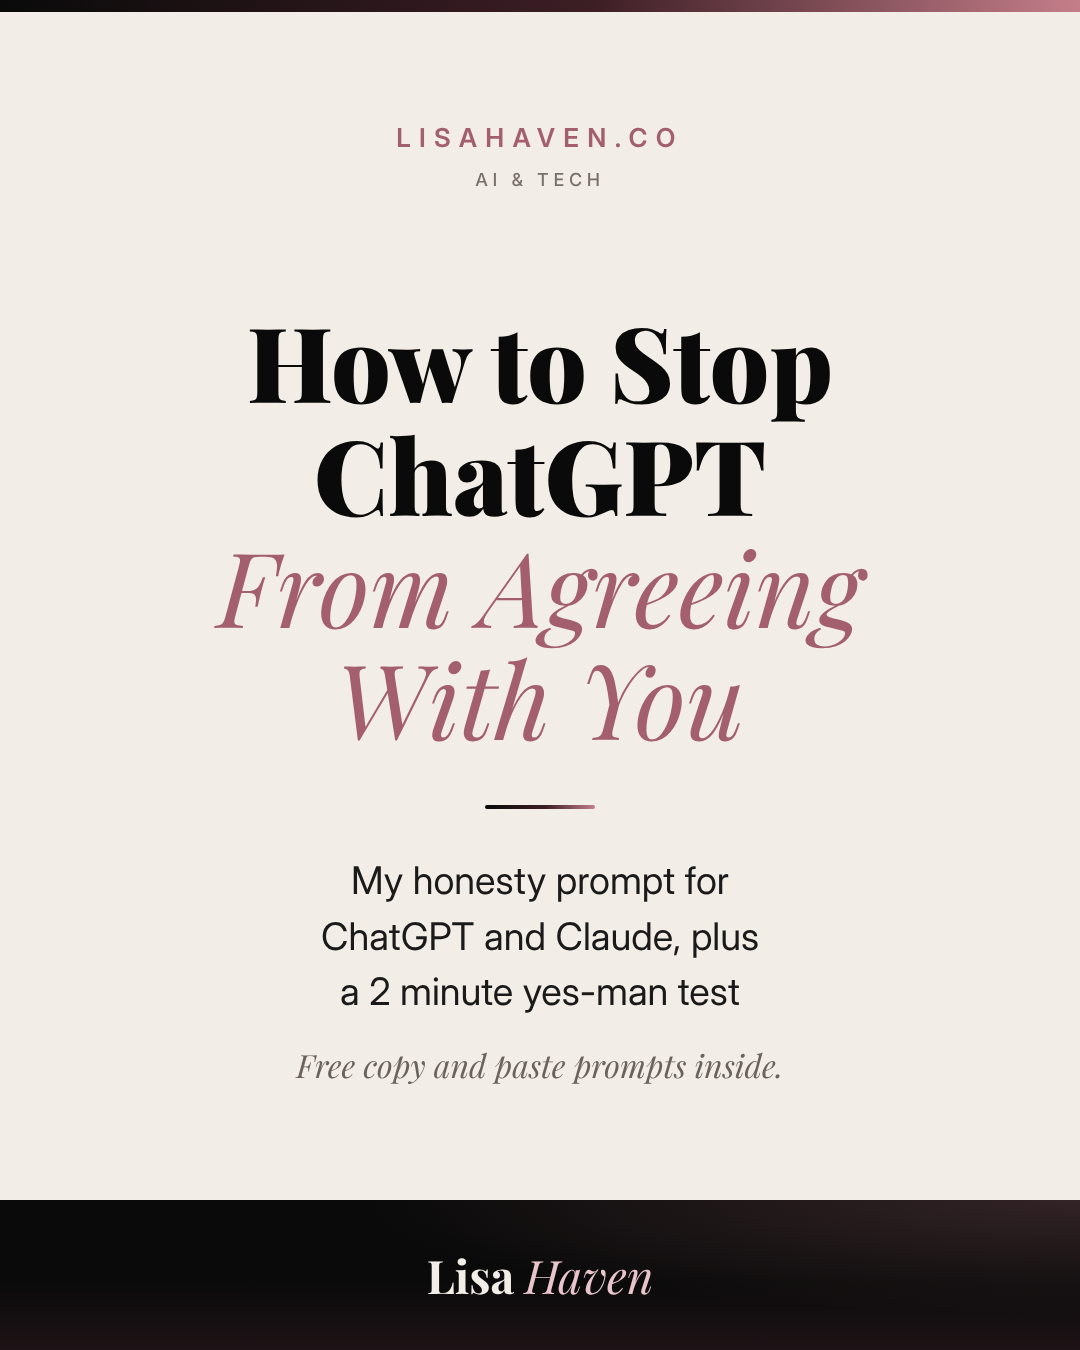 LISAHAVEN.CO
AI & TECH
How to Stop
ChatGPT
From Agreeing
With You
My honesty prompt for
ChatGPT and Claude, plus
a 2 minute yes-man test
Free copy and paste prompts inside.
Lisa Haven